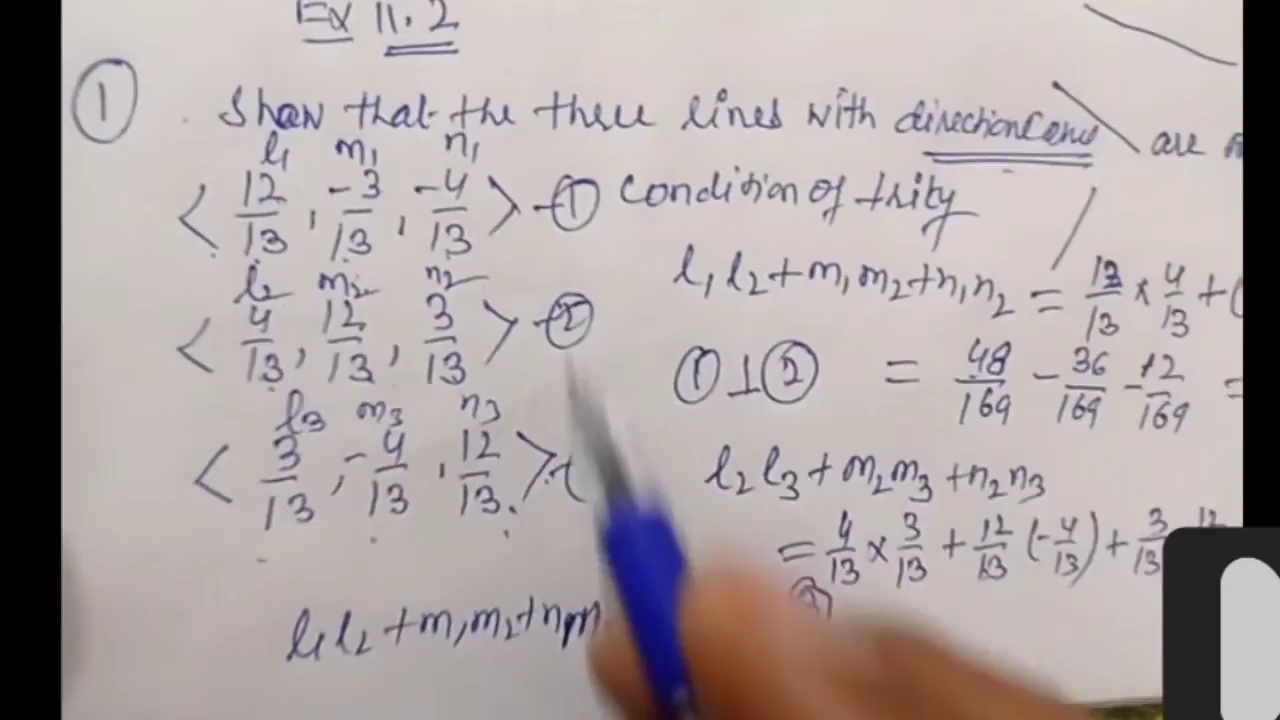 Ex 11.2
① Show that the three lines with direction are
l₁ m₁ n₁
< 12/13, -3/13, -4/13 > -① Condition of
l₂ m₂ n₂
< 4/13, 12/13, 3/13 > -②
l₃ m₃ n₃
< 3/13, -4/13, 12/13. >
l₁l₂ + m₁m₂ + n₁n₂ = 12/13 × 4/13 + (
① ⊥ ② = 48/169 - 36/169 - 12/169 =
l₂l₃ + m₂m₃ + n₂n₃
= 4/13 × 3/13 + 12/13 (-4/13) + 3/13
l₁l₂ + m₁m₂ + n₁n